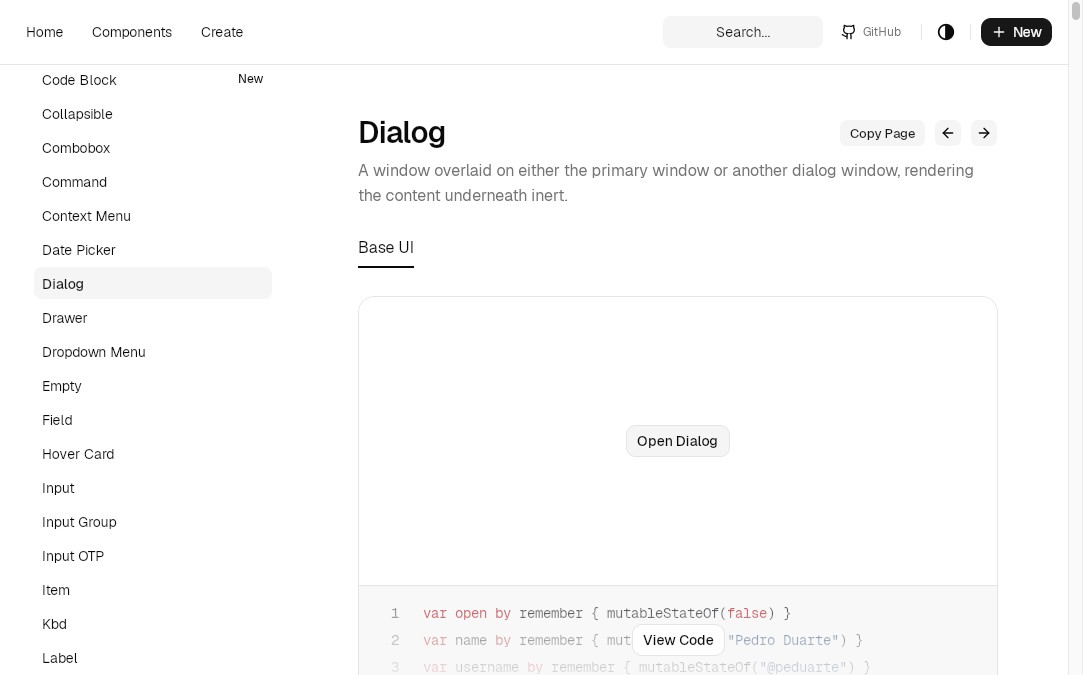 Home
Components
Create
Search...
GitHub
New
Code Block
New
Collapsible
Combobox
Command
Context Menu
Date Picker
Dialog
Drawer
Dropdown Menu
Empty
Field
Hover Card
Input
Input Group
Input OTP
Item
Kbd
Label
Dialog
Copy Page
A window overlaid on either the primary window or another dialog window, rendering
the content underneath inert.
Base UI
Open Dialog
1 var open by remember { mutableStateOf(false) }
2 var name by remember { mut "Pedro Duarte") }
View Code
3 var username by remember { mutableStateOf("@peduarte") }